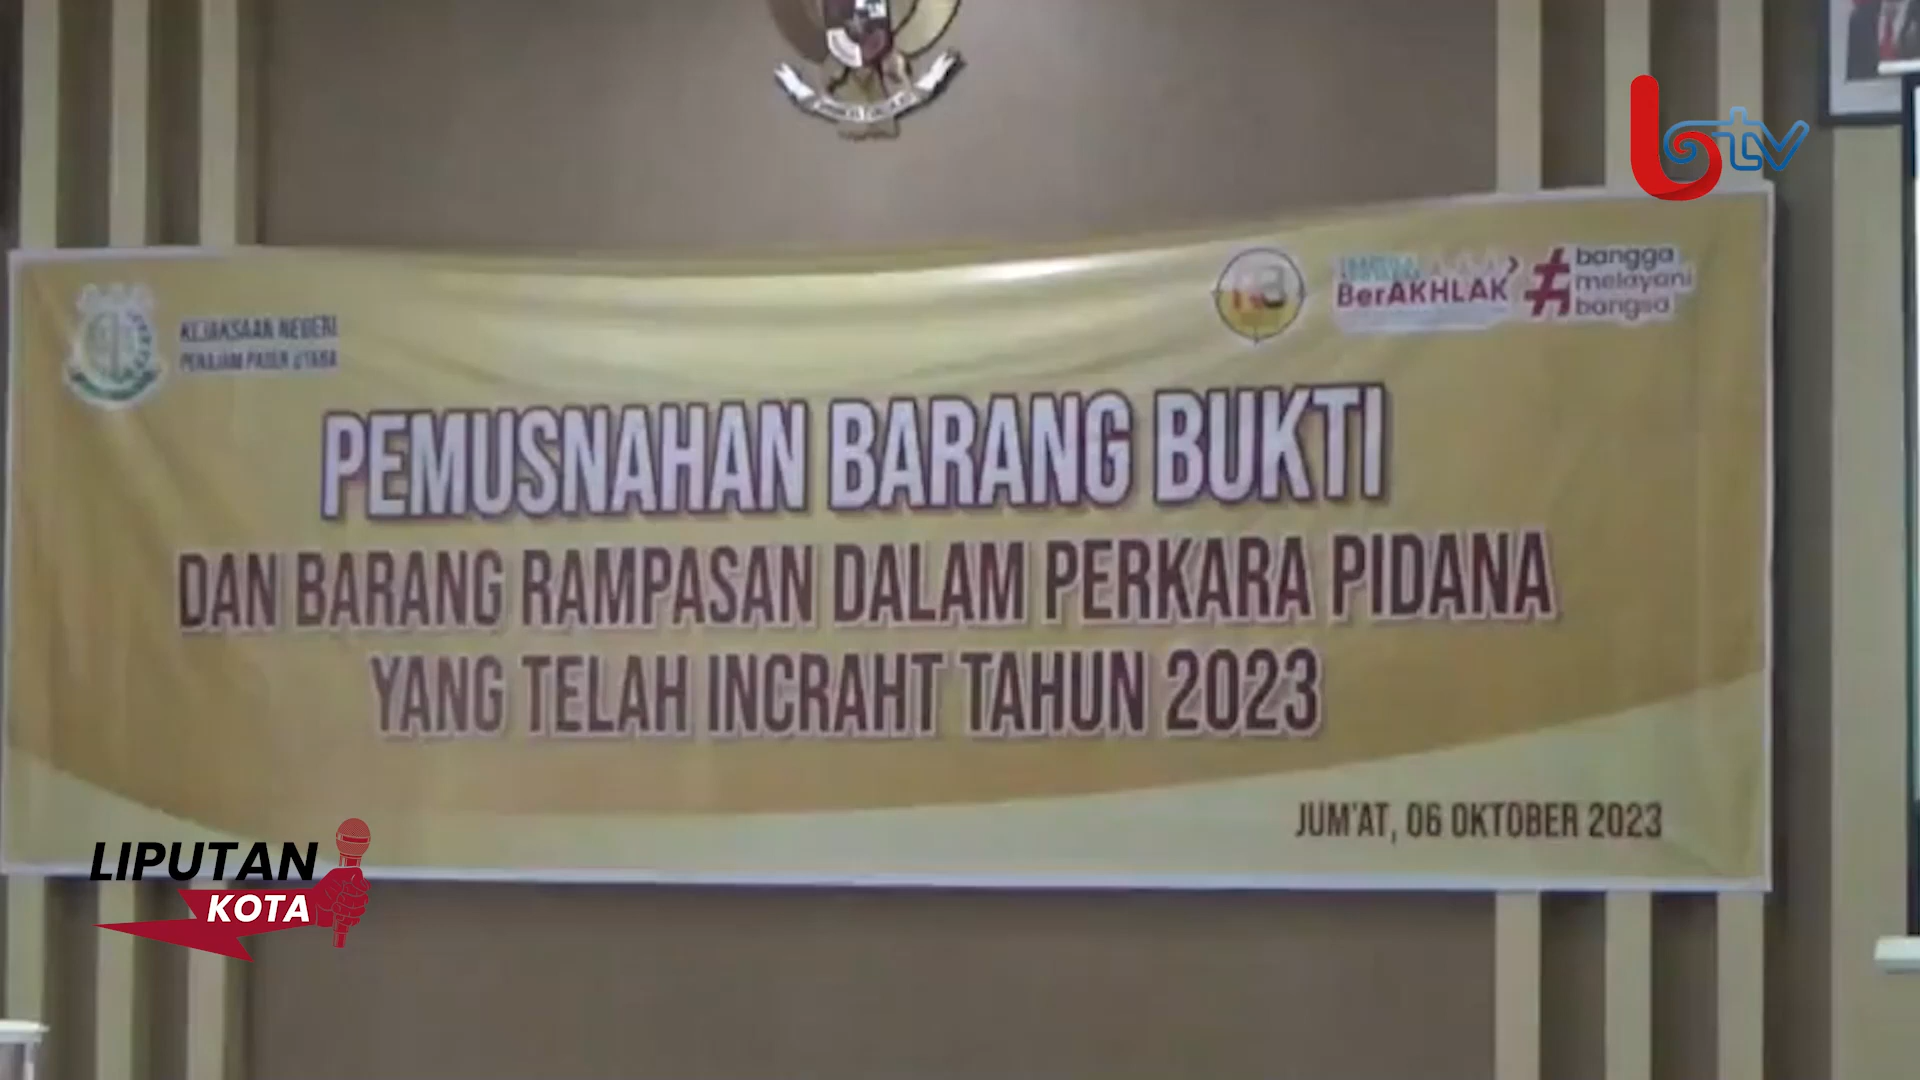 btv
KEJAKSAAN NEGERI
PENAJAM PASER UTARA
BerAKHLAK
#bangga
melayani
bangsa
PEMUSNAHAN BARANG BUKTI
DAN BARANG RAMPASAN DALAM PERKARA PIDANA
YANG TELAH INCRAHT TAHUN 2023
JUM'AT, 06 OKTOBER 2023
LIPUTAN
KOTA